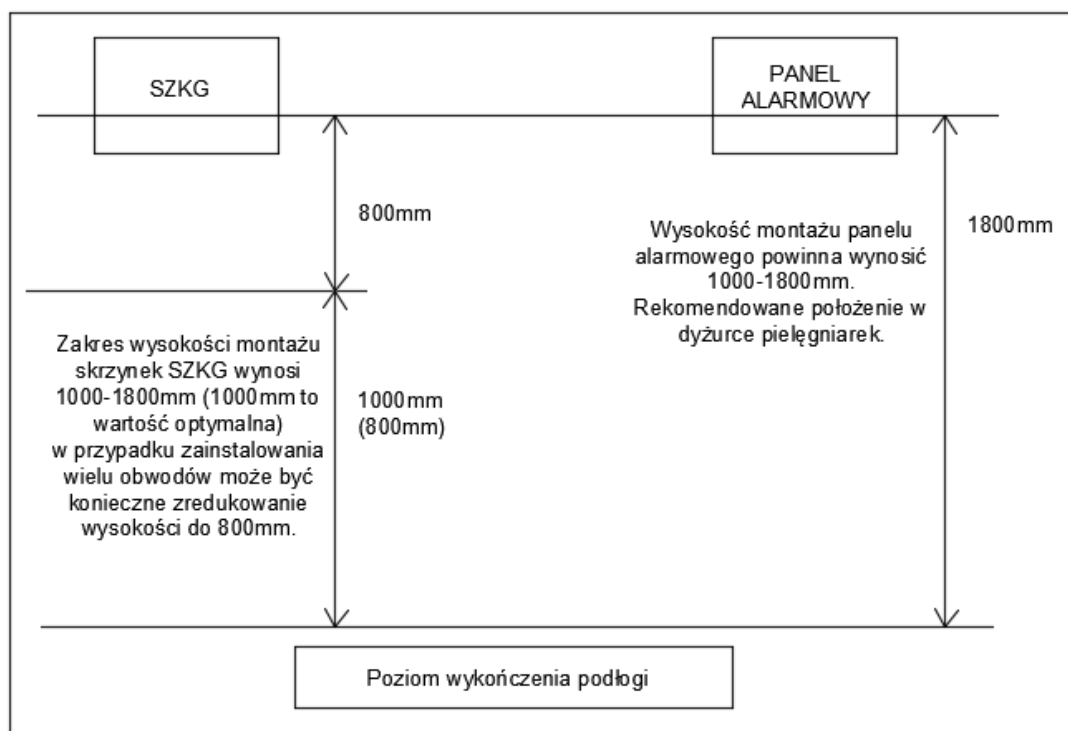 SZKG
PANEL
ALARMOWY
800mm
1800mm
Wysokość montażu panelu
alarmowego powinna wynosić
1000-1800mm.
Rekomendowane położenie w
dyżurce pielęgniarek.
Zakres wysokości montażu
skrzynek SZKG wynosi
1000-1800mm (1000mm to
wartość optymalna)
w przypadku zainstalowania
wielu obwodów może być
konieczne zredukowanie
wysokości do 800mm.
1000mm
(800mm)
Poziom wykończenia podłogi